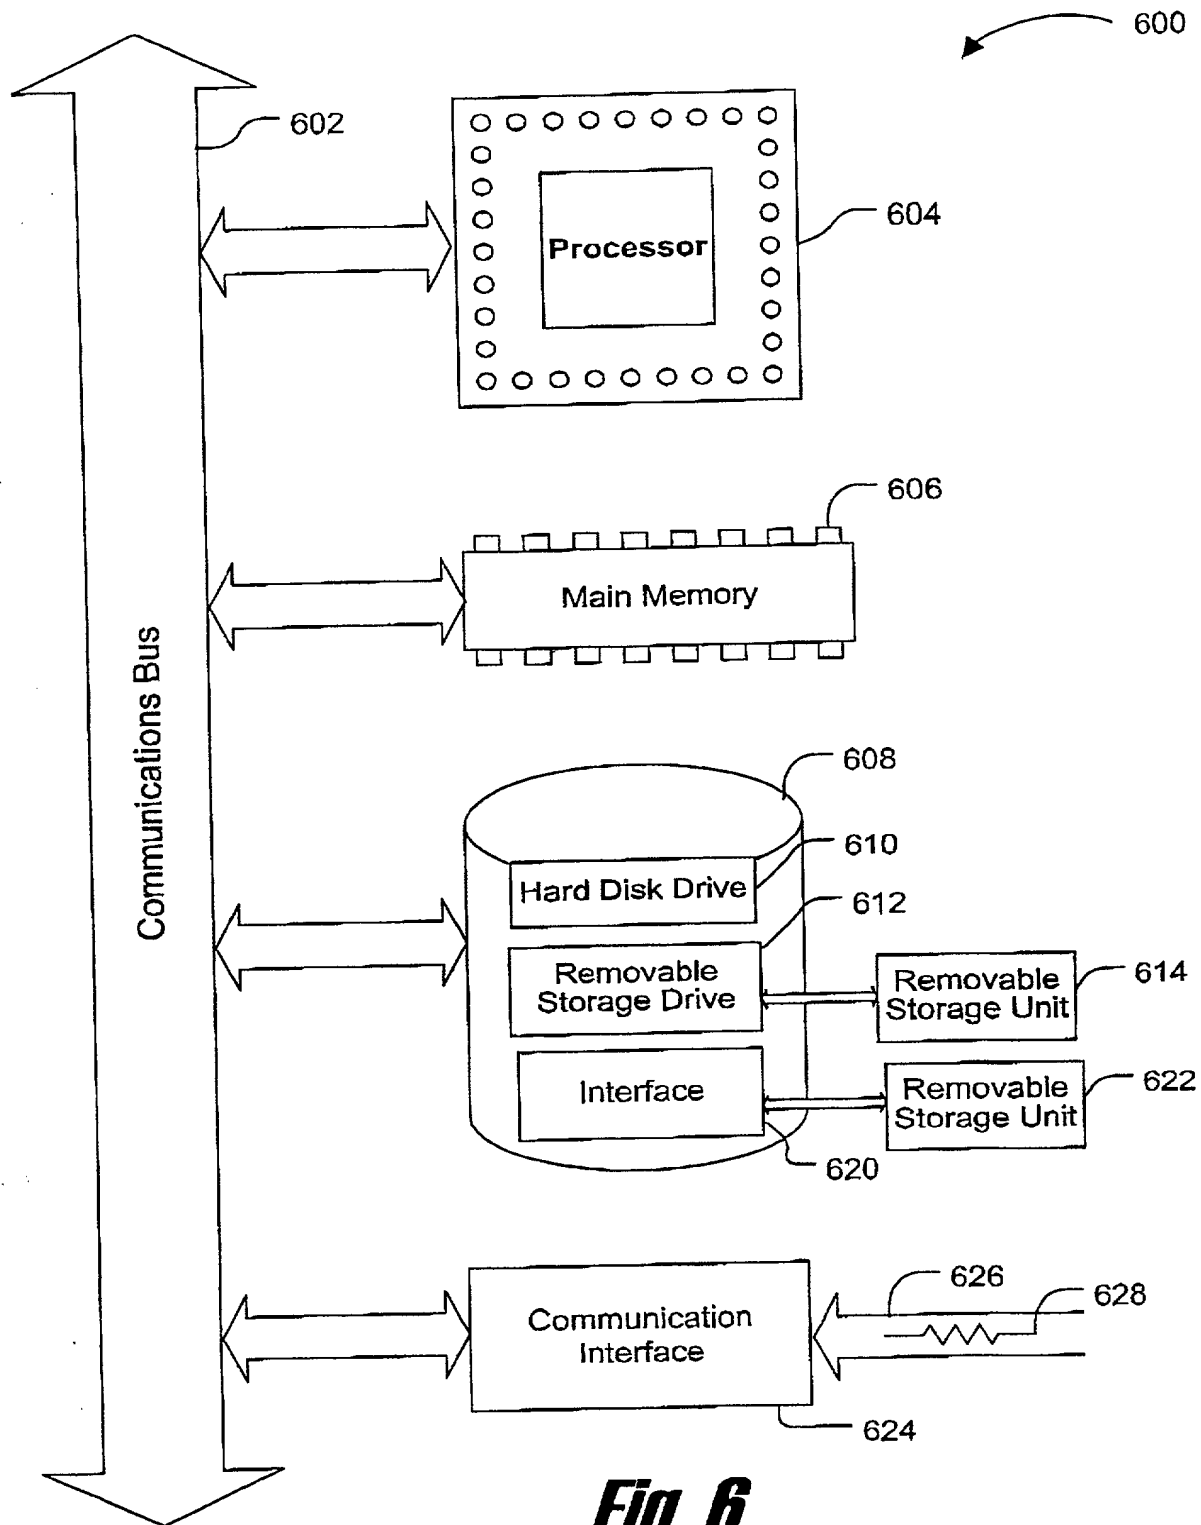 600
602
Processor
604
606
Main Memory
Communications Bus
608
610
Hard Disk Drive
612
Removable
Storage Drive
Removable
Storage Unit
614
Interface
Removable
Storage Unit
622
620
626
628
Communication
Interface
624
Fig 6